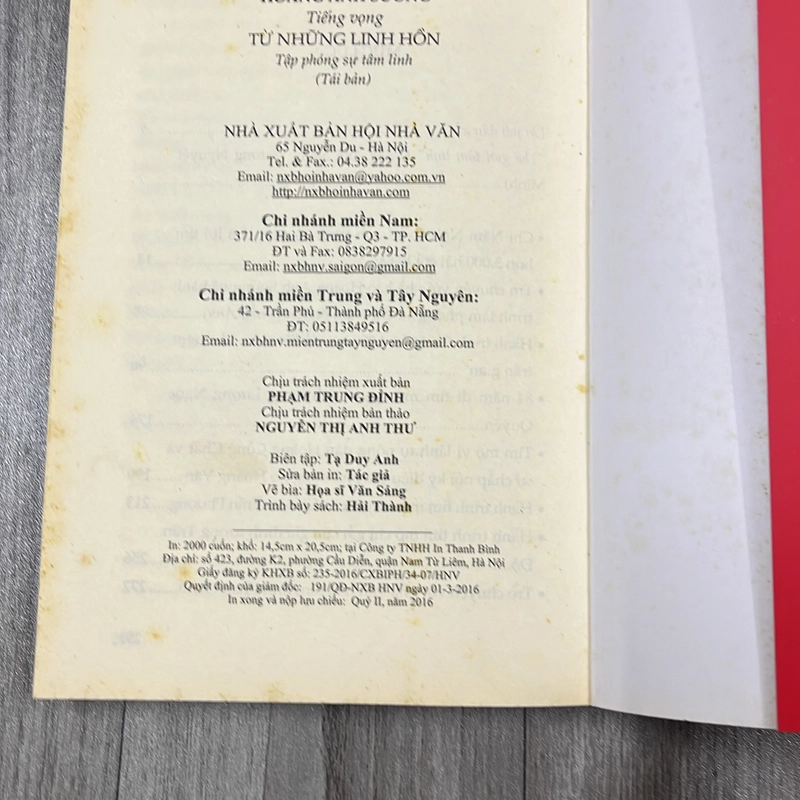 Tiếng vọng
TỪ NHỮNG LINH HỒN
Tập phóng sự tâm linh
(Tái bản)
NHÀ XUẤT BẢN HỘI NHÀ VĂN
65 Nguyễn Du - Hà Nội
Tel. & Fax.: 04.38 222 135
Email: nxbhoinhavan@yahoo.com.vn
http://nxbhoinhavan.com
Chi nhánh miền Nam:
371/16 Hai Bà Trưng - Q3 - TP. HCM
ĐT và Fax: 0838297915
Email: nxbhnv.saigon@gmail.com
Chi nhánh miền Trung và Tây Nguyên:
42 - Trần Phú - Thành phố Đà Nẵng
ĐT: 05113849516
Email: nxbhnv.mientrungtaynguyen@gmail.com
Chịu trách nhiệm xuất bản
PHẠM TRUNG ĐỈNH
Chịu trách nhiệm bản thảo
NGUYỄN THỊ ANH THƯ
Biên tập: Tạ Duy Anh
Sửa bản in: Tác giả
Vẽ bìa: Họa sĩ Văn Sáng
Trình bày sách: Hải Thành
In: 2000 cuốn; khổ: 14,5cm x 20,5cm; tại Công ty TNHH In Thanh Bình
Địa chỉ: số 423, đường K2, phường Cầu Diễn, quận Nam Từ Liêm, Hà Nội
Giấy đăng ký KHXB số: 235-2016/CXBIPH/34-07/HNV
Quyết định của giám đốc: 191/QĐ-NXB HNV ngày 01-3-2016
In xong và nộp lưu chiểu: Quý II, năm 2016